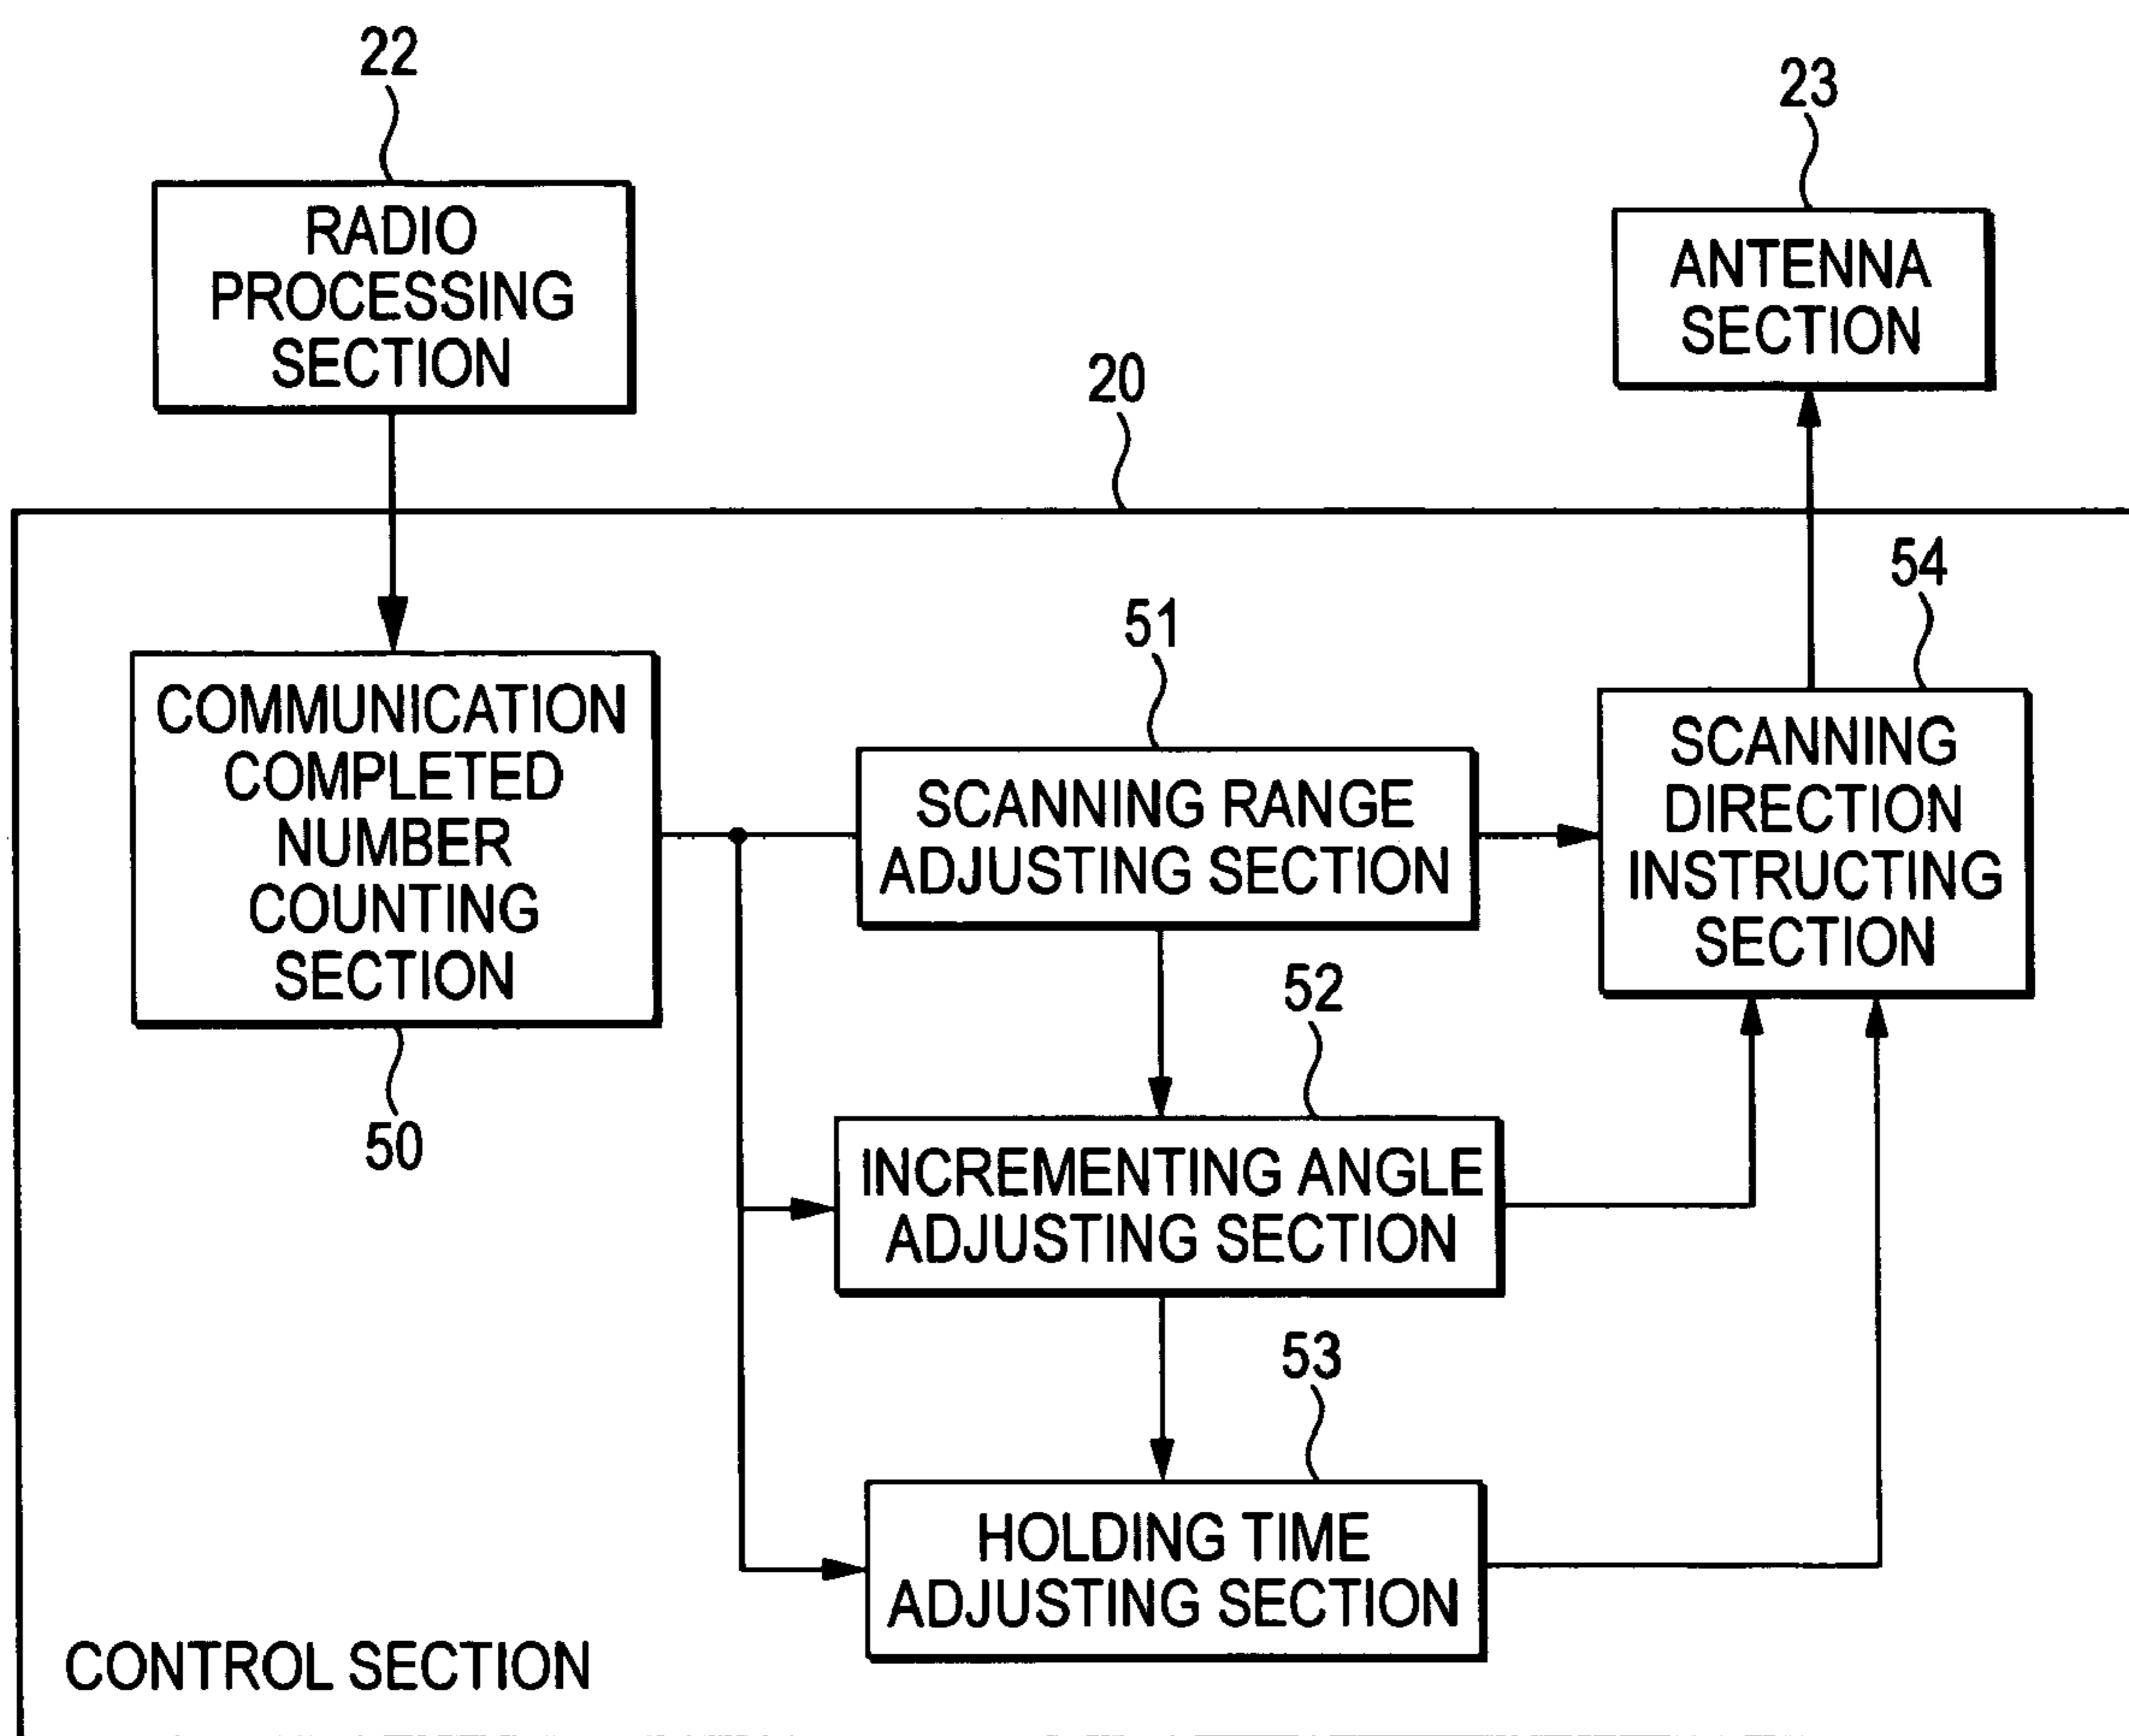 22
23
RADIO
PROCESSING
SECTION
ANTENNA
SECTION
20
54
51
COMMUNICATION
COMPLETED
NUMBER
COUNTING
SECTION
SCANNING RANGE
ADJUSTING SECTION
SCANNING
DIRECTION
INSTRUCTING
SECTION
52
50
INCREMENTING ANGLE
ADJUSTING SECTION
53
HOLDING TIME
ADJUSTING SECTION
CONTROL SECTION